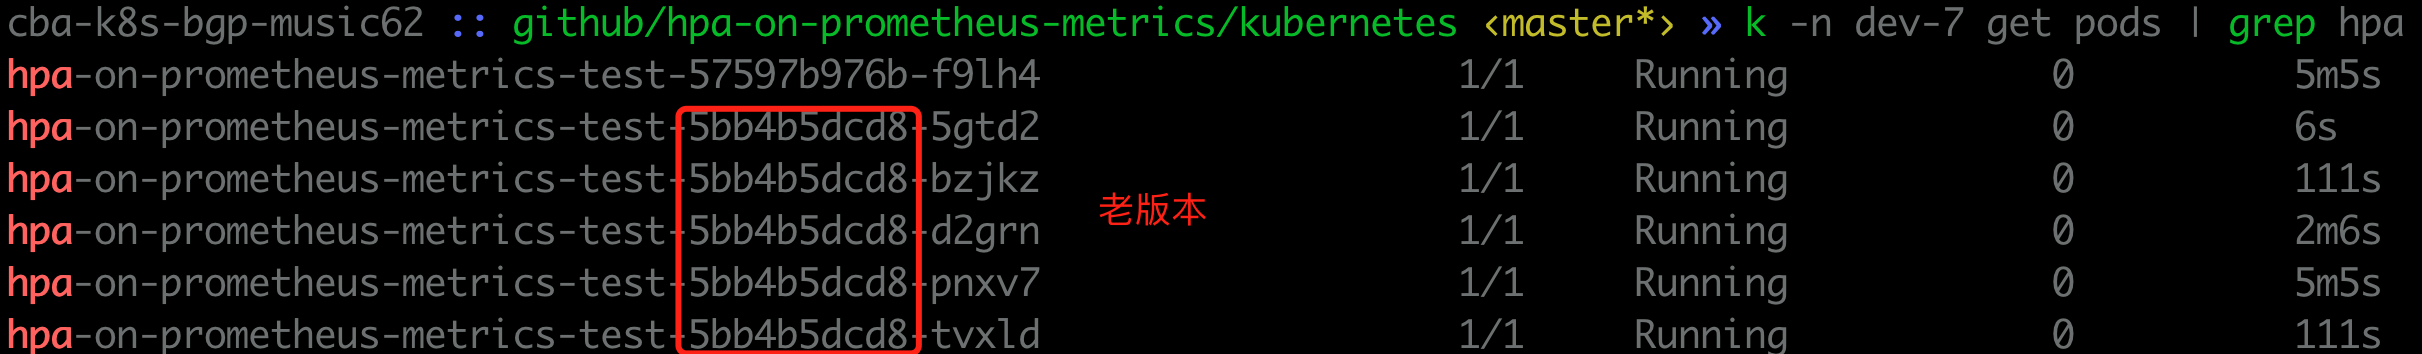 cba-k8s-bgp-music62 :: github/hpa-on-prometheus-metrics/kubernetes ‹master*› » k -n dev-7 get pods | grep hpa
hpa-on-prometheus-metrics-test-57597b976b-f9lh4 1/1 Running 0 5m5s
hpa-on-prometheus-metrics-test-5bb4b5dcd8-5gtd2 1/1 Running 0 6s
hpa-on-prometheus-metrics-test-5bb4b5dcd8-bzjkz 1/1 Running 0 111s
老版本
hpa-on-prometheus-metrics-test-5bb4b5dcd8-d2grn 1/1 Running 0 2m6s
hpa-on-prometheus-metrics-test-5bb4b5dcd8-pnxv7 1/1 Running 0 5m5s
hpa-on-prometheus-metrics-test-5bb4b5dcd8-tvxld 1/1 Running 0 111s